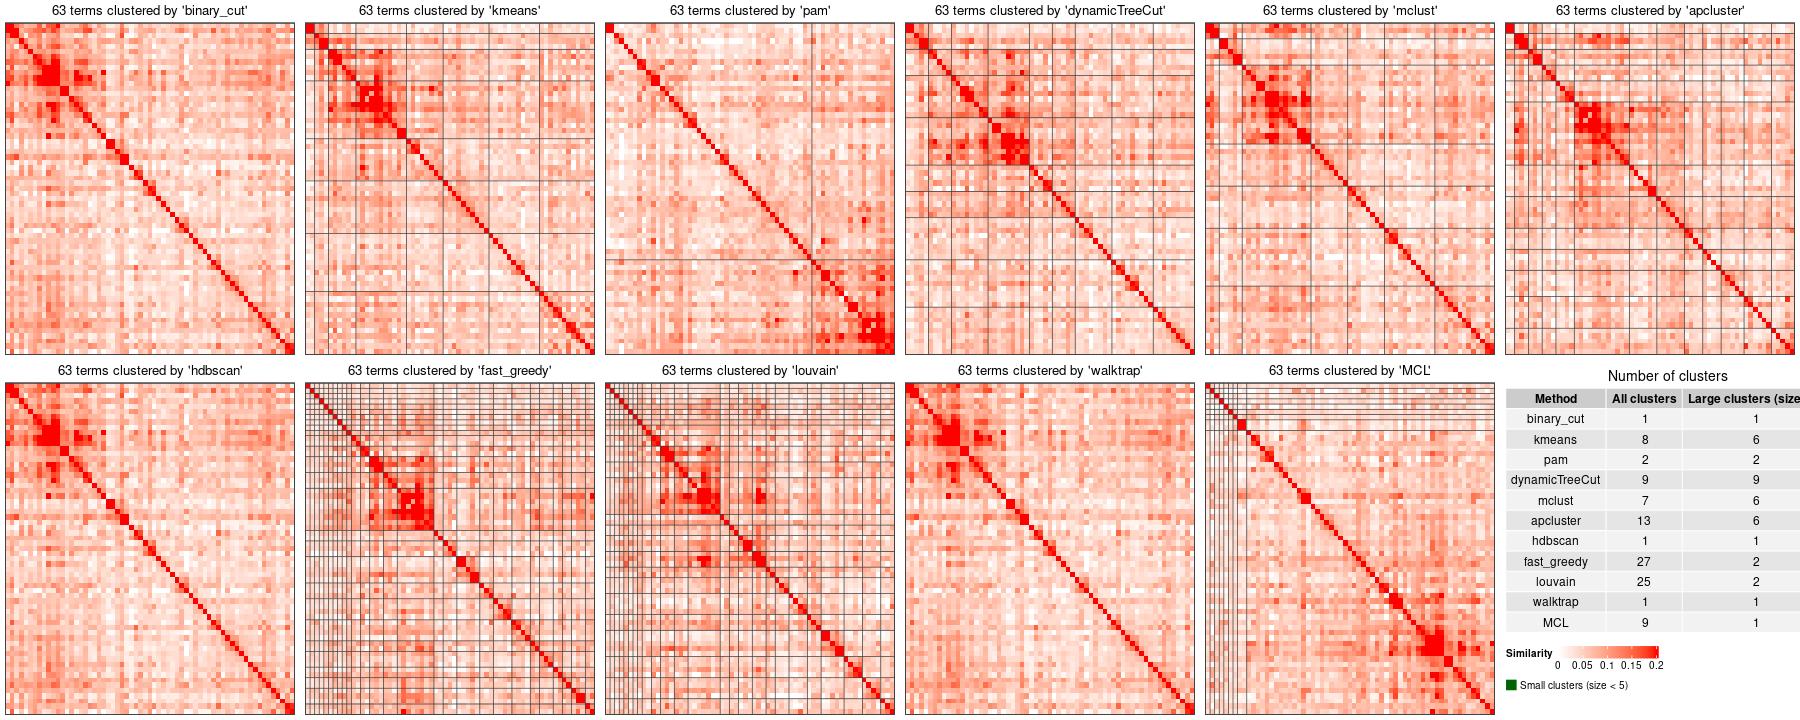 63 terms clustered by 'binary_cut'
63 terms clustered by 'kmeans'
63 terms clustered by 'pam'
63 terms clustered by 'dynamicTreeCut'
63 terms clustered by 'mclust'
63 terms clustered by 'apcluster'
63 terms clustered by 'hdbscan'
63 terms clustered by 'fast_greedy'
63 terms clustered by 'louvain'
63 terms clustered by 'walktrap'
63 terms clustered by 'MCL'
Number of clusters
Method All clusters Large clusters (size
binary_cut 1 1
kmeans 8 6
pam 2 2
dynamicTreeCut 9 9
mclust 7 6
apcluster 13 6
hdbscan 1 1
fast_greedy 27 2
louvain 25 2
walktrap 1 1
MCL 9 1
Similarity
0 0.05 0.1 0.15 0.2
Small clusters (size < 5)